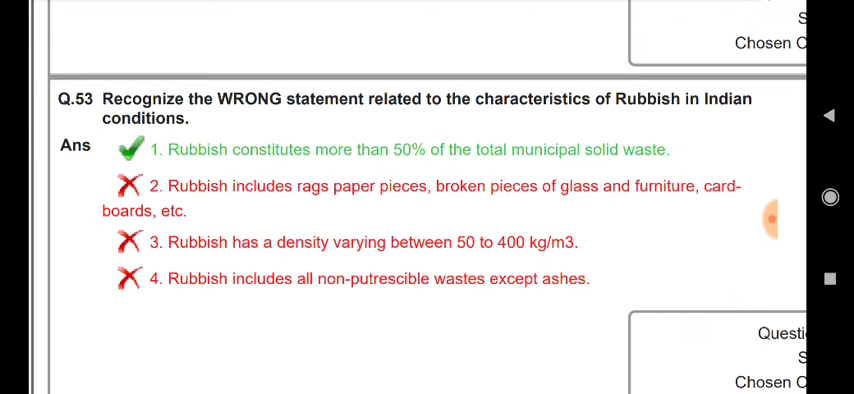 S
Chosen O
Q.53 Recognize the WRONG statement related to the characteristics of Rubbish in Indian
conditions.
Ans 1. Rubbish constitutes more than 50% of the total municipal solid waste.
2. Rubbish includes rags paper pieces, broken pieces of glass and furniture, card-
boards, etc.
3. Rubbish has a density varying between 50 to 400 kg/m3.
4. Rubbish includes all non-putrescible wastes except ashes.
Questi
S
Chosen O